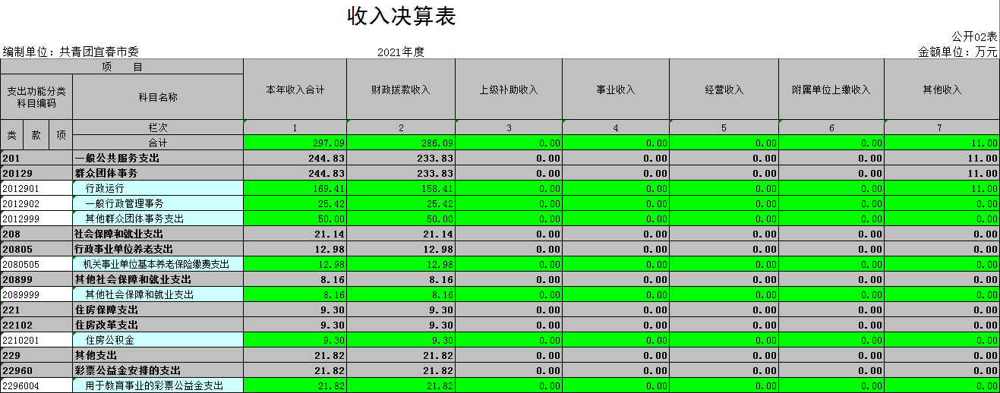 收入决算表
公开02表
编制单位：共青团宜春市委 2021年度 金额单位：万元
项 目 本年收入合计 财政拨款收入 上级补助收入 事业收入 经营收入 附属单位上缴收入 其他收入
支出功能分类科目编码 科目名称
类 款 项 栏次 1 2 3 4 5 6 7
合计 297.09 286.09 0.00 0.00 0.00 0.00 11.00
201 一般公共服务支出 244.83 233.83 0.00 0.00 0.00 0.00 11.00
20129 群众团体事务 244.83 233.83 0.00 0.00 0.00 0.00 11.00
2012901 行政运行 169.41 158.41 0.00 0.00 0.00 0.00 11.00
2012902 一般行政管理事务 25.42 25.42 0.00 0.00 0.00 0.00 0.00
2012999 其他群众团体事务支出 50.00 50.00 0.00 0.00 0.00 0.00 0.00
208 社会保障和就业支出 21.14 21.14 0.00 0.00 0.00 0.00 0.00
20805 行政事业单位养老支出 12.98 12.98 0.00 0.00 0.00 0.00 0.00
2080505 机关事业单位基本养老保险缴费支出 12.98 12.98 0.00 0.00 0.00 0.00 0.00
20899 其他社会保障和就业支出 8.16 8.16 0.00 0.00 0.00 0.00 0.00
2089999 其他社会保障和就业支出 8.16 8.16 0.00 0.00 0.00 0.00 0.00
221 住房保障支出 9.30 9.30 0.00 0.00 0.00 0.00 0.00
22102 住房改革支出 9.30 9.30 0.00 0.00 0.00 0.00 0.00
2210201 住房公积金 9.30 9.30 0.00 0.00 0.00 0.00 0.00
229 其他支出 21.82 21.82 0.00 0.00 0.00 0.00 0.00
22960 彩票公益金安排的支出 21.82 21.82 0.00 0.00 0.00 0.00 0.00
2296004 用于教育事业的彩票公益金支出 21.82 21.82 0.00 0.00 0.00 0.00 0.00